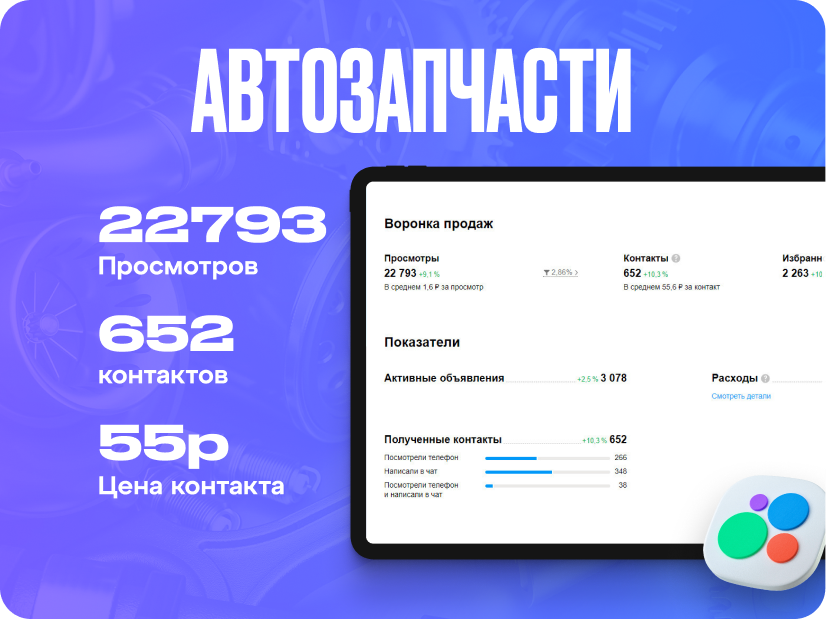 АВТОЗАПЧАСТИ
22793
Просмотров
652
контактов
55р
Цена контакта
Воронка продаж
Просмотры
22 793 +9,1 %
В среднем 1,6 ₽ за просмотр
2,86% >
Контакты ?
652 +10,3 %
В среднем 55,6 ₽ за контакт
Избранн
2 263 +10
Показатели
Активные объявления +2,5 % 3 078
Расходы ?
Смотреть детали
Полученные контакты +10,3 % 652
Посмотрели телефон 266
Написали в чат 348
Посмотрели телефон 38
и написали в чат